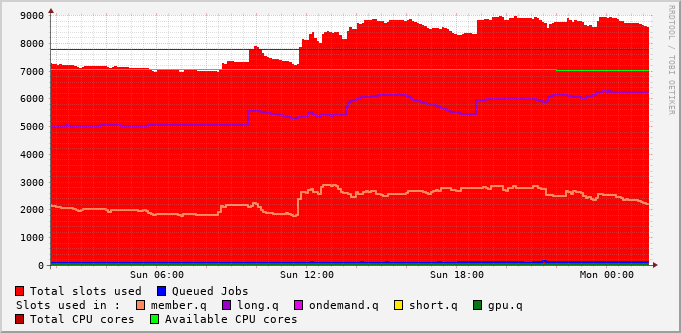 RRDTOOL / TOBI OETIKER
9000
8000
7000
6000
5000
4000
3000
2000
1000
0
Sun 06:00 Sun 12:00 Sun 18:00 Mon 00:00
Total slots used Queued Jobs
Slots used in : member.q long.q ondemand.q short.q gpu.q
Total CPU cores Available CPU cores